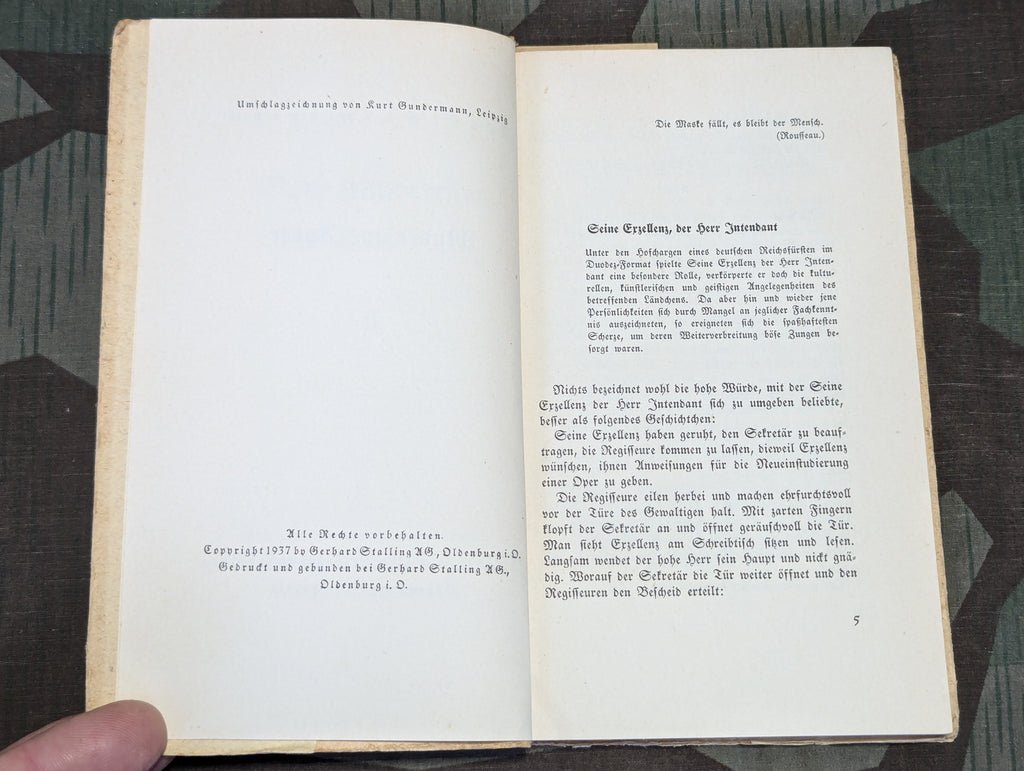 Umschlagzeichnung von Kurt Gundermann, Leipzig
Alle Rechte vorbehalten.
Copyright 1937 by Gerhard Stalling AG., Oldenburg i. O.
Gedruckt und gebunden bei Gerhard Stalling AG.,
Oldenburg i. O.
Die Maske fällt, es bleibt der Mensch.
(Rousseau.)
Seine Exzellenz, der Herr Intendant
Unter den Hofchargen eines deutschen Reichsfürsten im
Duodez-Format spielte Seine Exzellenz der Herr Inten-
dant eine besondere Rolle, verkörperte er doch die kultu-
rellen, künstlerischen und geistigen Angelegenheiten des
betreffenden Ländchens. Da aber hin und wieder jene
Persönlichkeiten sich durch Mangel an jeglicher Fachkennt-
nis auszeichneten, so ereigneten sich die spaßhaftesten
Scherze, um deren Weiterverbreitung böse Zungen be-
sorgt waren.
Nichts bezeichnet wohl die hohe Würde, mit der Seine
Exzellenz der Herr Intendant sich zu umgeben beliebte,
besser als folgendes Geschichtchen:
Seine Exzellenz haben geruht, den Sekretär zu beauf-
tragen, die Regisseure kommen zu lassen, dieweil Exzellenz
wünschen, ihnen Anweisungen für die Neueinstudierung
einer Oper zu geben.
Die Regisseure eilen herbei und machen ehrfurchtsvoll
vor der Türe des Gewaltigen halt. Mit zarten Fingern
klopft der Sekretär an und öffnet geräuschvoll die Tür.
Man sieht Exzellenz am Schreibtisch sitzen und lesen.
Langsam wendet der hohe Herr sein Haupt und nickt gnä-
dig. Worauf der Sekretär die Tür weiter öffnet und den
Regisseuren den Bescheid erteilt:
5